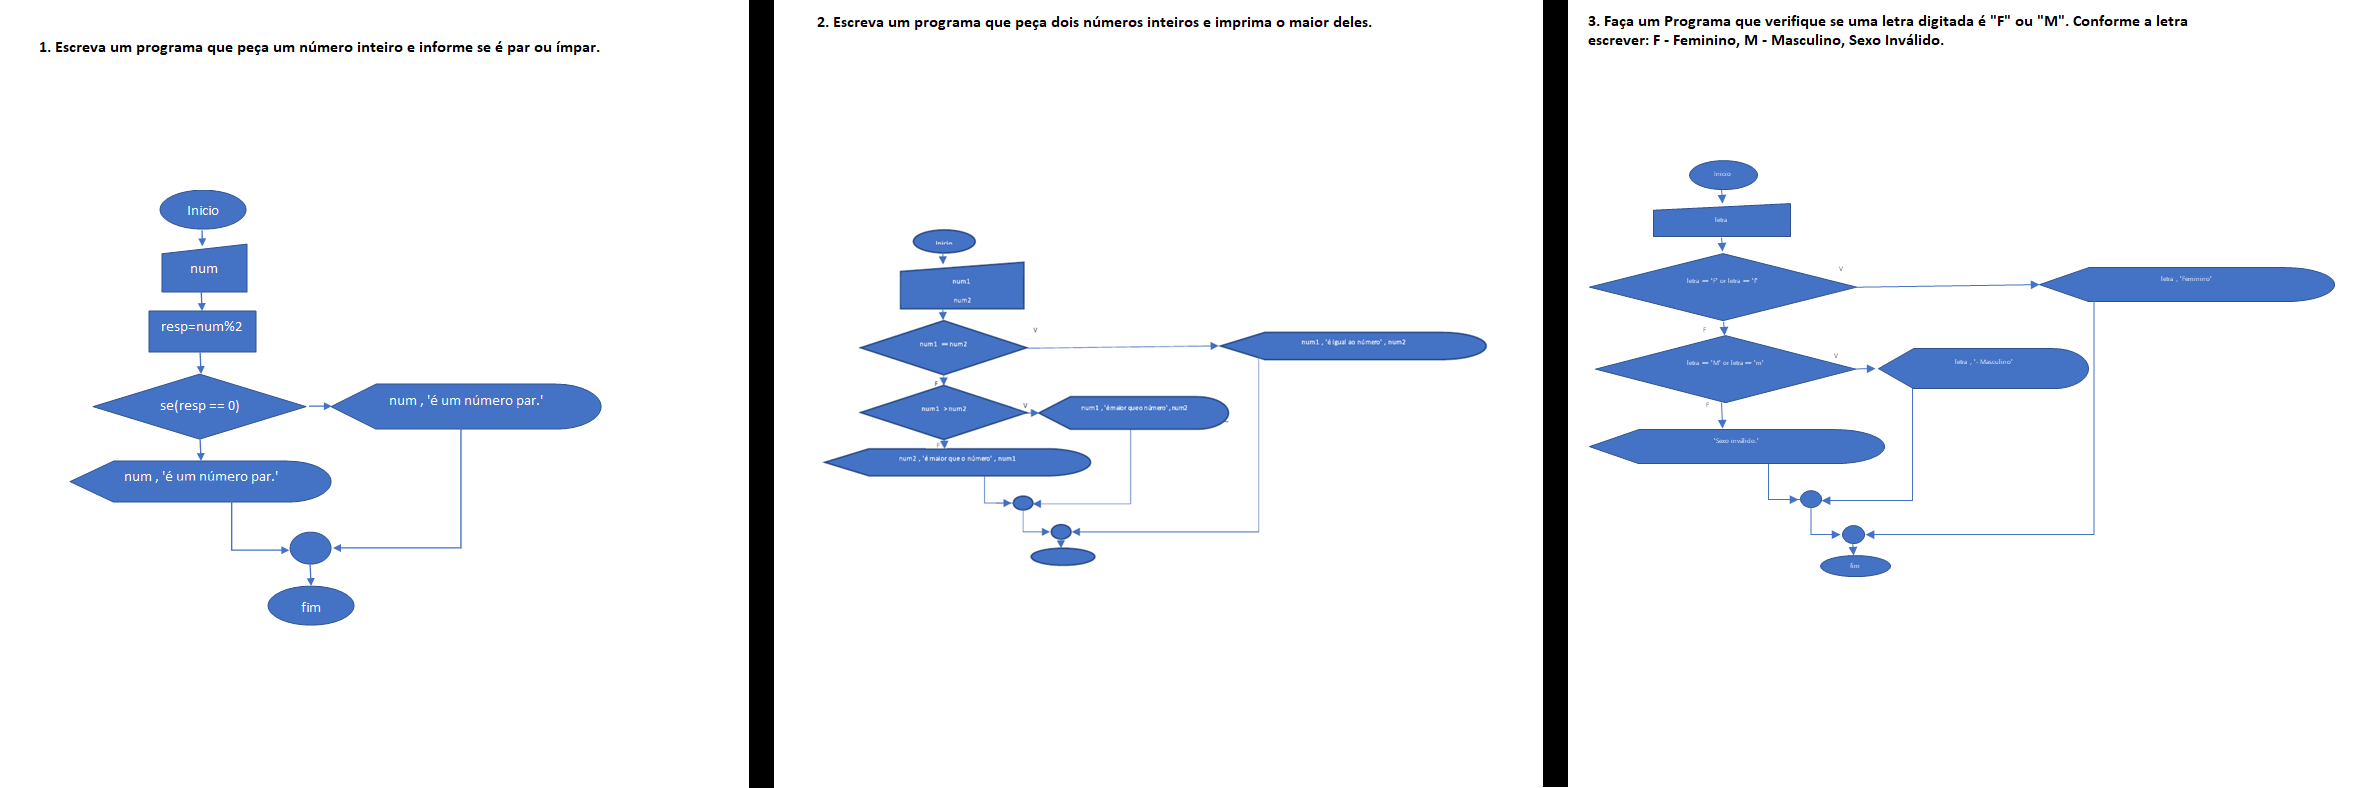 1. Escreva um programa que peça um número inteiro e informe se é par ou ímpar.
Inicio
num
resp=num%2
se(resp == 0)
num , 'é um número par.'
num , 'é um número par.'
fim
2. Escreva um programa que peça dois números inteiros e imprima o maior deles.
Inicio
num1
num2
num1 == num2
V
num1 , 'é igual ao número' , num2
F
num1 > num2
V
num1 , 'é maior que o número' , num2
F
num2 , 'é maior que o número' , num1
3. Faça um Programa que verifique se uma letra digitada é "F" ou "M". Conforme a letra
escrever: F - Feminino, M - Masculino, Sexo Inválido.
Inicio
letra
letra == 'F' or letra == 'f'
V
letra , 'Feminino'
F
letra == 'M' or letra == 'm'
V
letra , '- Masculino'
F
'Sexo inválido.'
fim